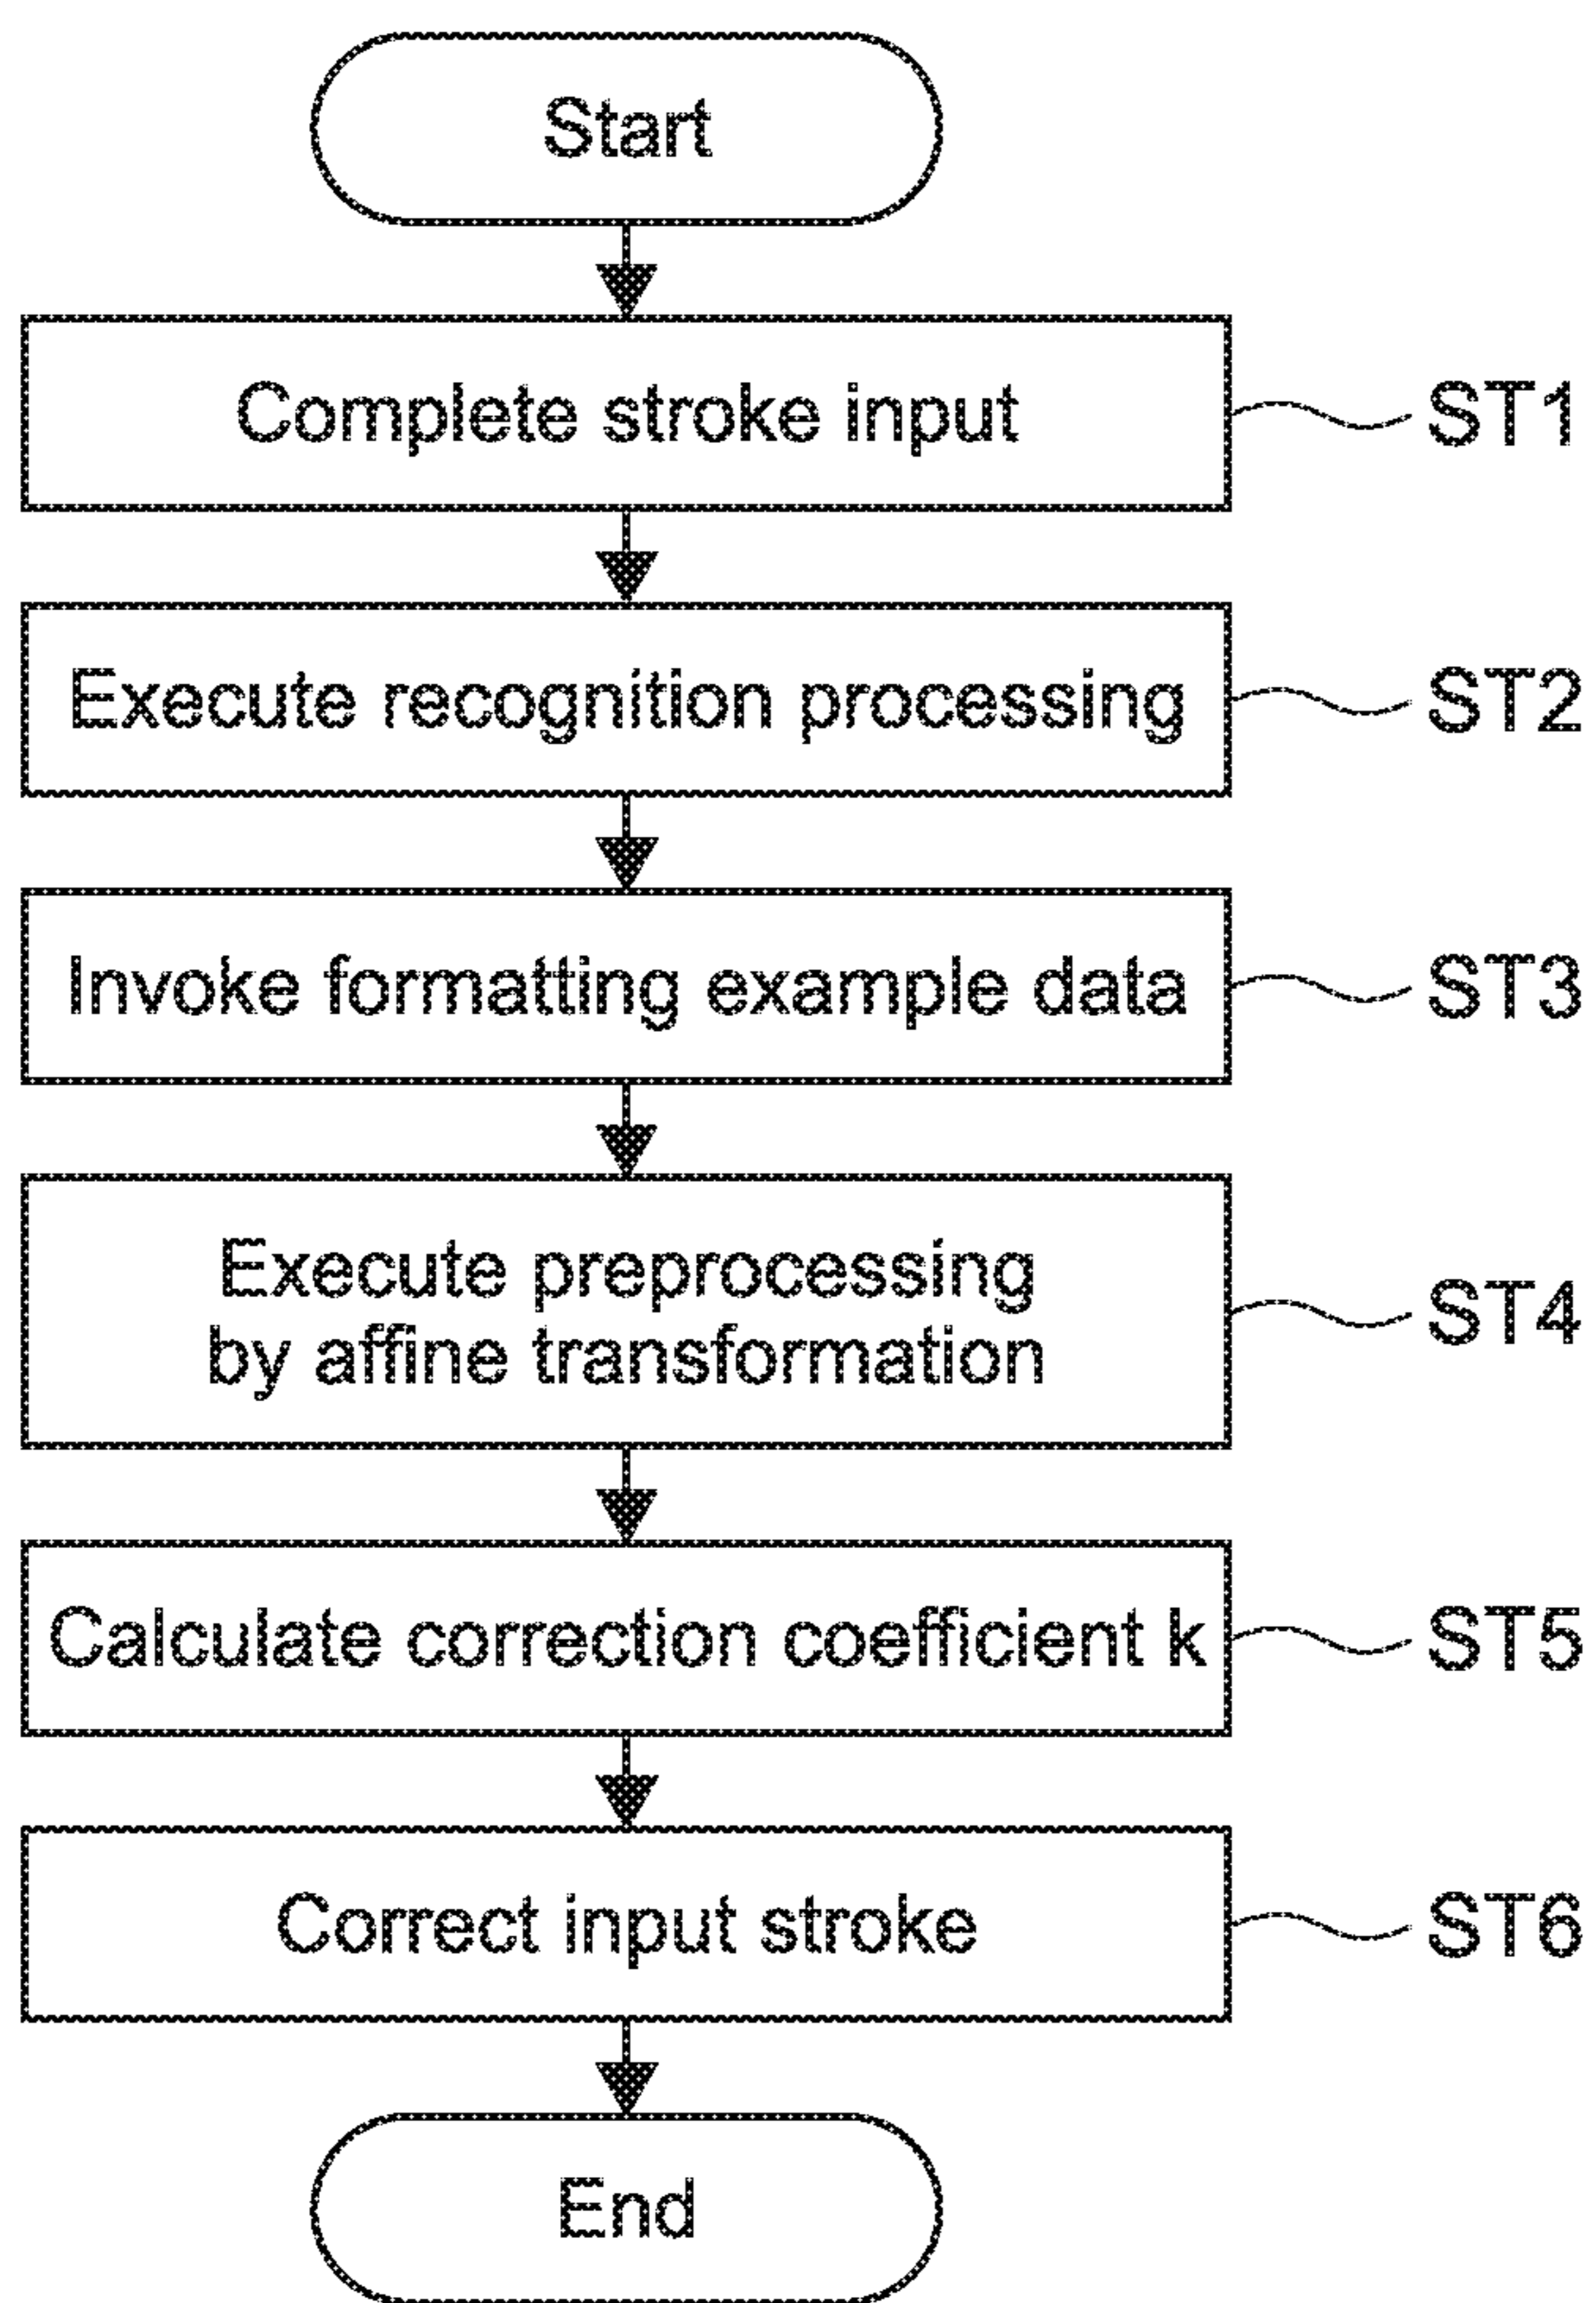 Start
Complete stroke input
ST1
Execute recognition processing
ST2
Invoke formatting example data
ST3
Execute preprocessing
by affine transformation
ST4
Calculate correction coefficient k
ST5
Correct input stroke
ST6
End